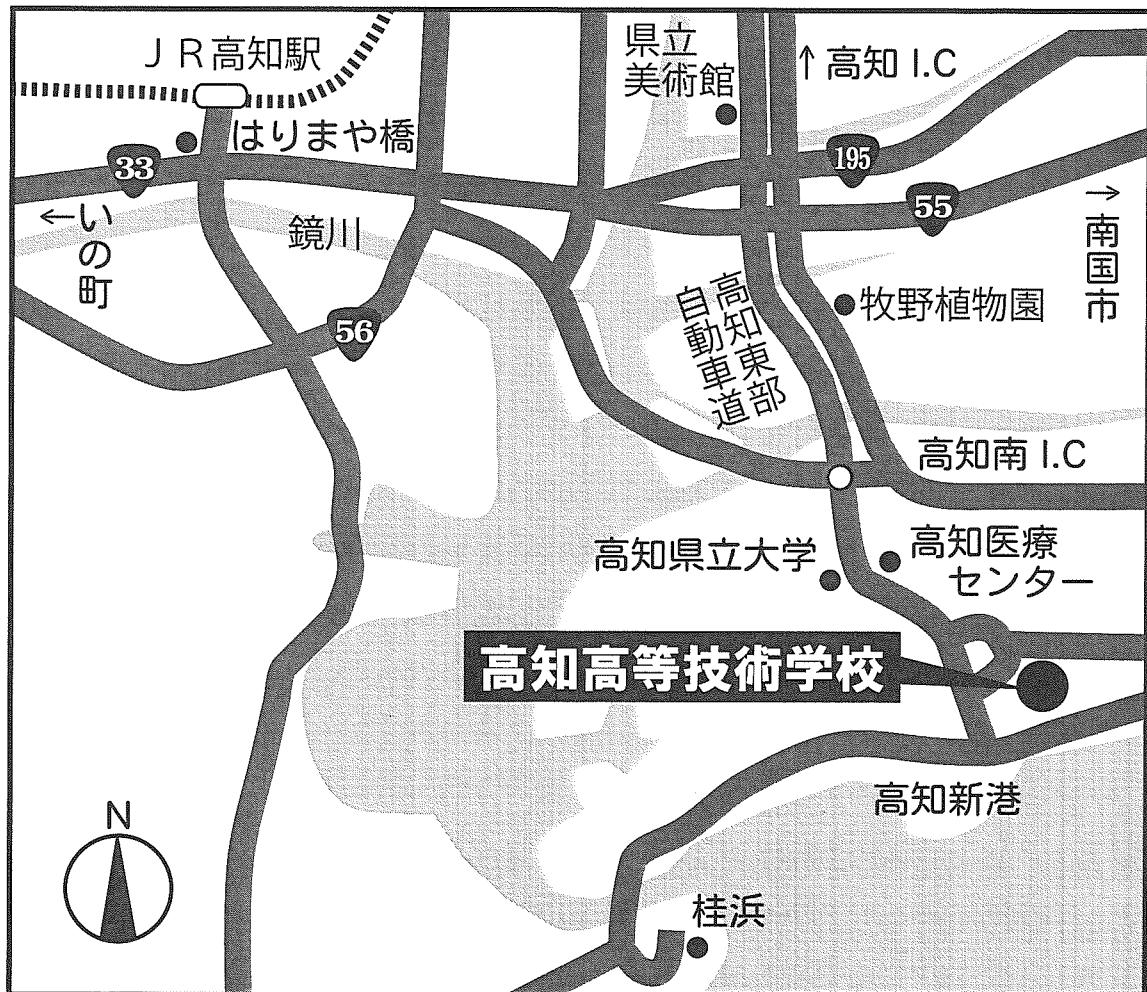 ＪＲ高知駅
県立
美術館
↑高知 I.C
はりまや橋
33
195
55
←いの町
鏡川
→南国市
56
高知東部
自動車道
牧野植物園
高知南 I.C
高知県立大学
高知医療
センター
高知高等技術学校
高知新港
N
桂浜